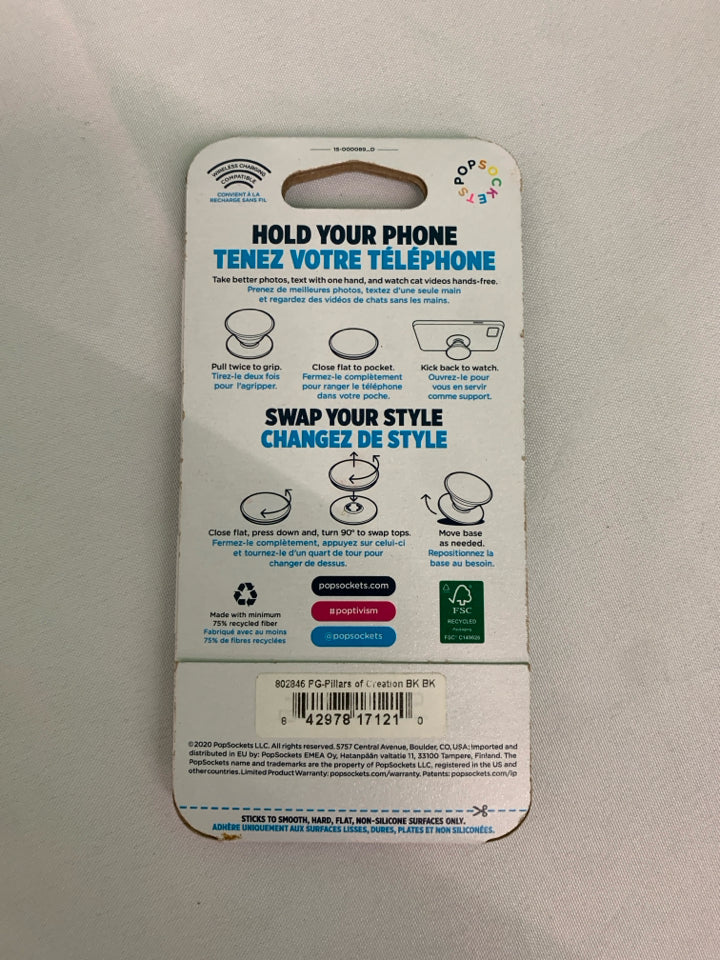 15-000089_D
WIRELESS CHARGING
COMPATIBLE
CONVIENT À LA
RECHARGE SANS FIL
POPSOCKETS
HOLD YOUR PHONE
TENEZ VOTRE TÉLÉPHONE
Take better photos, text with one hand, and watch cat videos hands-free.
Prenez de meilleures photos, textez d'une seule main
et regardez des vidéos de chats sans les mains.
Pull twice to grip.
Tirez-le deux fois
pour l'agripper.
Close flat to pocket.
Fermez-le complètement
pour ranger le téléphone
dans votre poche.
Kick back to watch.
Ouvrez-le pour
vous en servir
comme support.
SWAP YOUR STYLE
CHANGEZ DE STYLE
Close flat, press down and, turn 90° to swap tops.
Fermez-le complètement, appuyez sur celui-ci
et tournez-le d'un quart de tour pour
changer de dessus.
Move base
as needed.
Repositionnez la
base au besoin.
Made with minimum
75% recycled fiber
Fabriqué avec au moins
75% de fibres recyclées
popsockets.com
#poptivism
@popsockets
FSC
RECYCLED
Packaging
FSC® C149626
802846 PG-Pillars of Creation BK BK
8 42978 17121 0
©2020 PopSockets LLC. All rights reserved. 5757 Central Avenue, Boulder, CO, USA; imported and
distributed in EU by: PopSockets EMEA Oy, Hatanpään valtatie 11, 33100 Tampere, Finland. The
PopSockets name and trademarks are the property of PopSockets LLC, registered in the US and
other countries. Limited Product Warranty: popsockets.com/warranty. Patents: popsockets.com/ip
STICKS TO SMOOTH, HARD, FLAT, NON-SILICONE SURFACES ONLY.
ADHÈRE UNIQUEMENT AUX SURFACES LISSES, DURES, PLATES ET NON SILICONÉES.